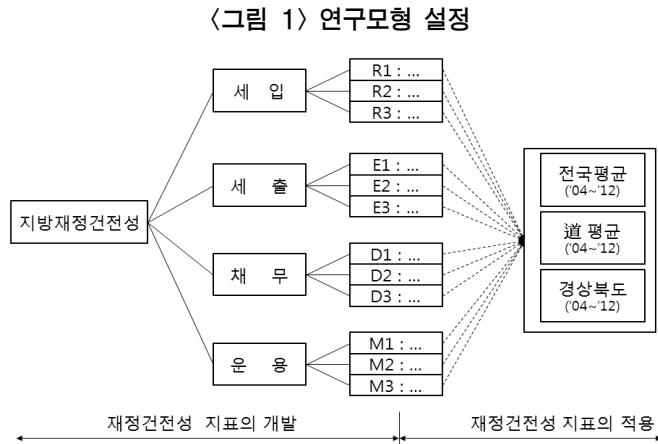 <그림 1> 연구모형 설정
세 입
R1 : ...
R2 : ...
R3 : ...
세 출
E1 : ...
E2 : ...
E3 : ...
지방재정건전성
채 무
D1 : ...
D2 : ...
D3 : ...
운 용
M1 : ...
M2 : ...
M3 : ...
전국평균
('04~'12)
道 평균
('04~'12)
경상북도
('04~'12)
재정건전성 지표의 개발
재정건전성 지표의 적용